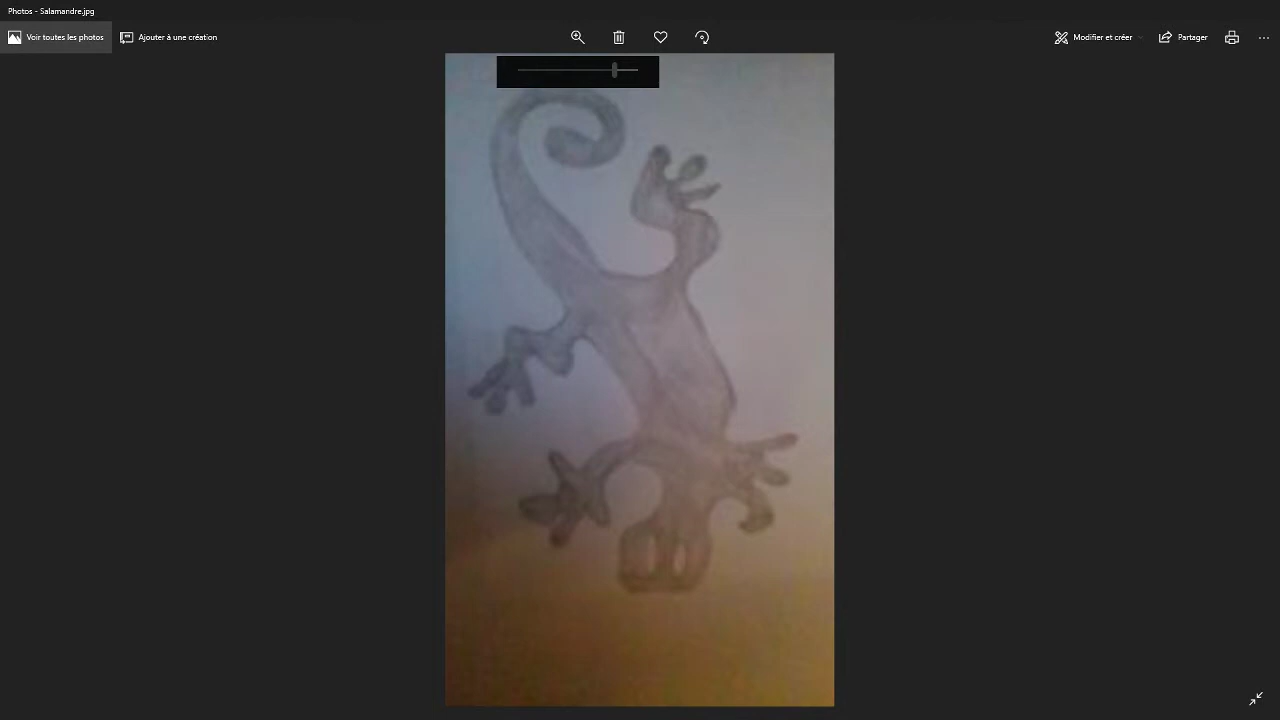 Photos - Salamandre.jpg
Voir toutes les photos
Ajouter à une création
Modifier et créer
Partager